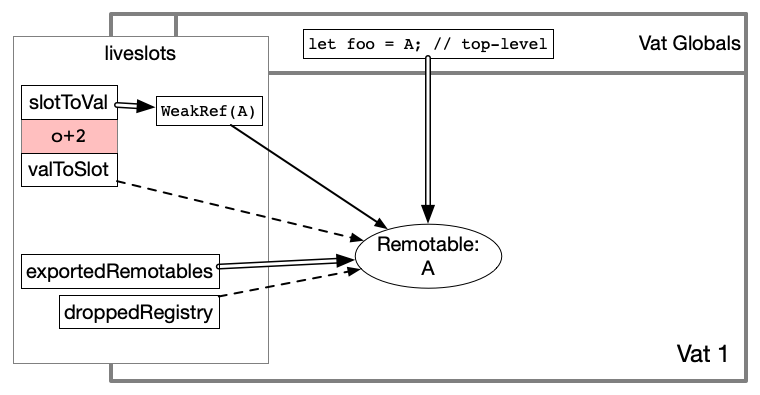 liveslots
let foo = A; // top-level
Vat Globals
slotToVal
WeakRef(A)
o+2
valToSlot
Remotable:
A
exportedRemotables
droppedRegistry
Vat 1